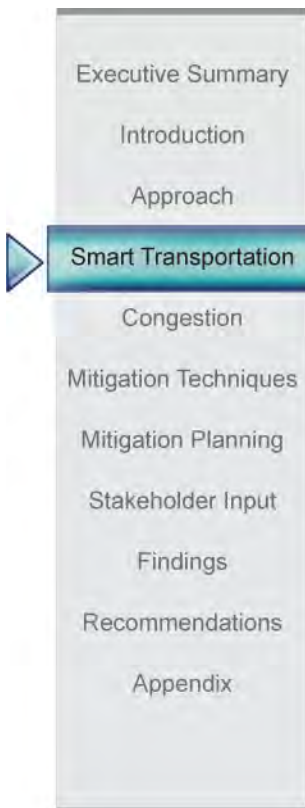 Executive Summary
Introduction
Approach
Smart Transportation
Congestion
Mitigation Techniques
Mitigation Planning
Stakeholder Input
Findings
Recommendations
Appendix